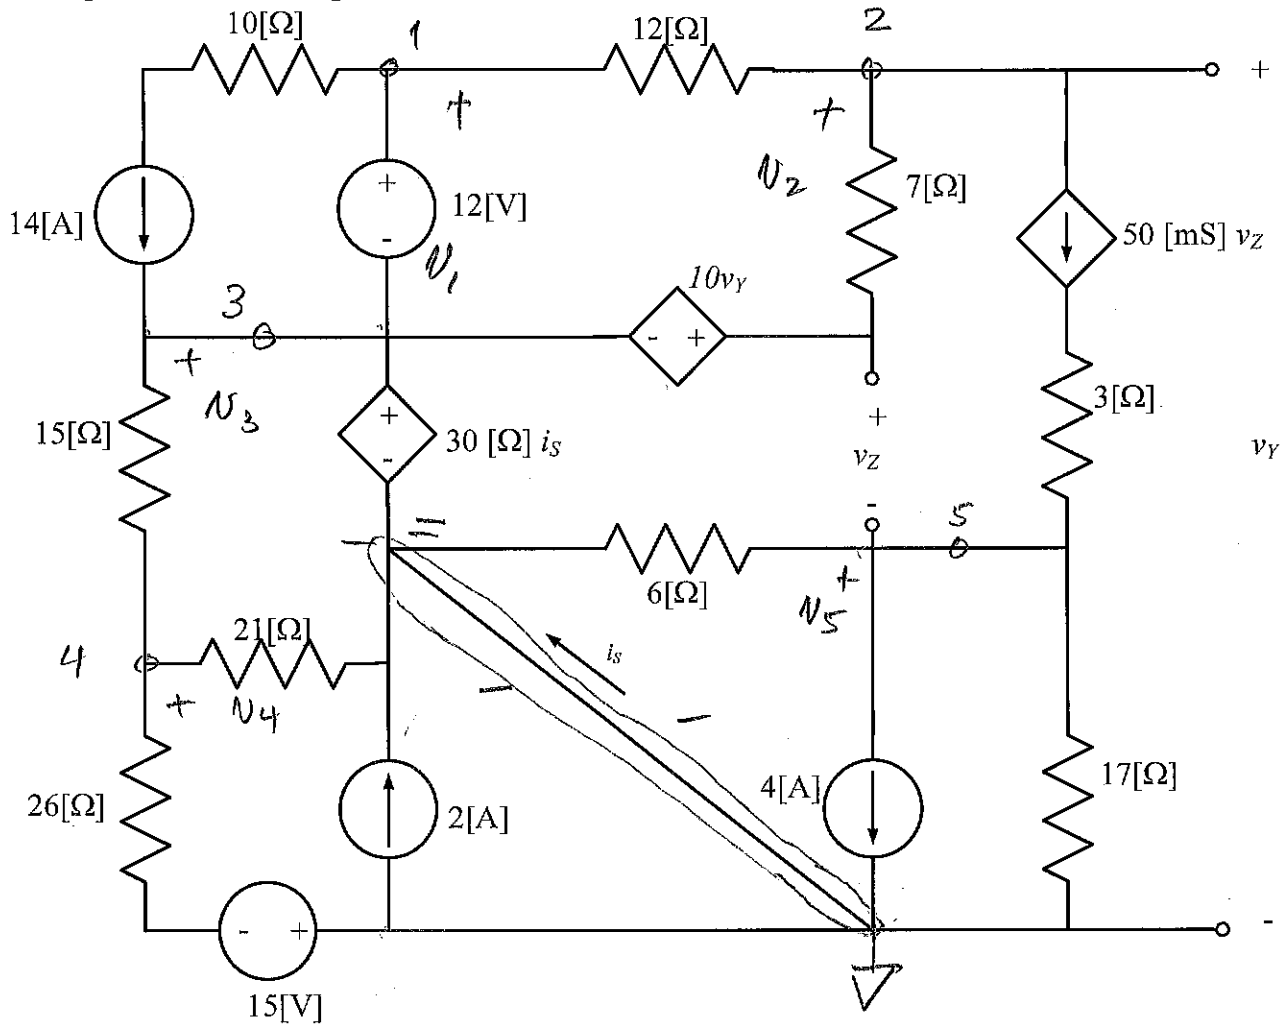 10[Ω]
1
12[Ω]
2
+
+
+
v2
7[Ω]
14[A]
+
-
12[V]
v1
50 [mS] vZ
3
10vY
- +
+
v3
15[Ω]
+
-
30 [Ω] iS
+
vZ
-
3[Ω]
vY
5
6[Ω]
+
v5
21[Ω]
iS
4
+
v4
26[Ω]
2[A]
4[A]
17[Ω]
- +
-
15[V]